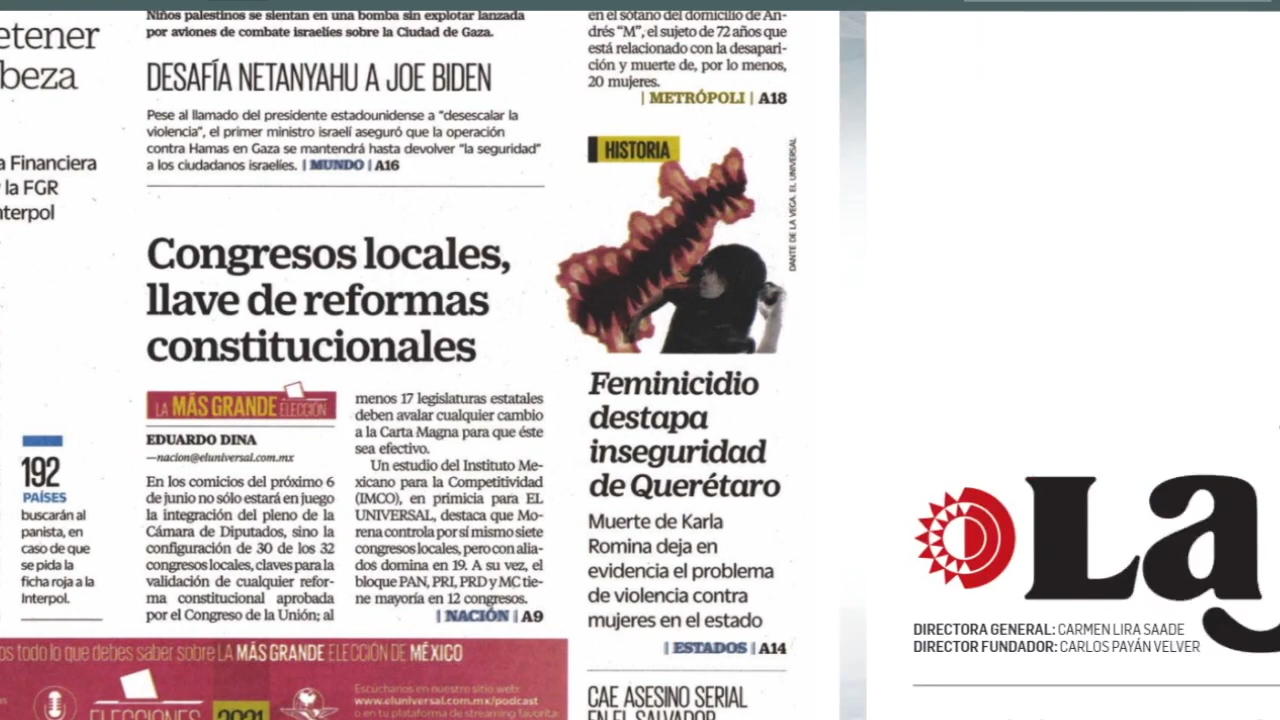 etener
beza
a Financiera
la FGR
nterpol
192
PAÍSES
buscarán al
panista, en
caso de que
se pida la
ficha roja a la
Interpol.
Niños palestinos se sientan en una bomba sin explotar lanzada
por aviones de combate israelíes sobre la Ciudad de Gaza.
DESAFÍA NETANYAHU A JOE BIDEN
Pese al llamado del presidente estadounidense a “desescalar la
violencia”, el primer ministro israelí aseguró que la operación
contra Hamas en Gaza se mantendrá hasta devolver “la seguridad”
a los ciudadanos israelíes. | MUNDO | A16
Congresos locales,
llave de reformas
constitucionales
LA MÁS GRANDE ELECCIÓN
EDUARDO DINA
—nacion@eluniversal.com.mx
En los comicios del próximo 6
de junio no sólo estará en juego
la integración del pleno de la
Cámara de Diputados, sino la
configuración de 30 de los 32
congresos locales, claves para la
validación de cualquier refor-
ma constitucional aprobada
por el Congreso de la Unión; al
menos 17 legislaturas estatales
deben avalar cualquier cambio
a la Carta Magna para que éste
sea efectivo.
Un estudio del Instituto Me-
xicano para la Competitividad
(IMCO), en primicia para EL
UNIVERSAL, destaca que Mo-
rena controla por sí mismo siete
congresos locales, pero con alia-
dos domina en 19. A su vez, el
bloque PAN, PRI, PRD y MC tie-
ne mayoría en 12 congresos.
| NACIÓN | A9
os todo lo que debes saber sobre LA MÁS GRANDE ELECCIÓN DE MÉXICO
ELECCIONES 2021
Escúchanos en nuestro sitio web:
www.eluniversal.com.mx/podcast
o en tu plataforma de streaming favorita
en el sótano del domicilio de An-
drés “M”, el sujeto de 72 años que
está relacionado con la desapari-
ción y muerte de, por lo menos,
20 mujeres.
| METRÓPOLI | A18
HISTORIA
DANTE DE LA VEGA. EL UNIVERSAL
Feminicidio
destapa
inseguridad
de Querétaro
Muerte de Karla
Romina deja en
evidencia el problema
de violencia contra
mujeres en el estado
| ESTADOS | A14
CAE ASESINO SERIAL
EN EL SALVADOR
La
DIRECTORA GENERAL: CARMEN LIRA SAADE
DIRECTOR FUNDADOR: CARLOS PAYÁN VELVER